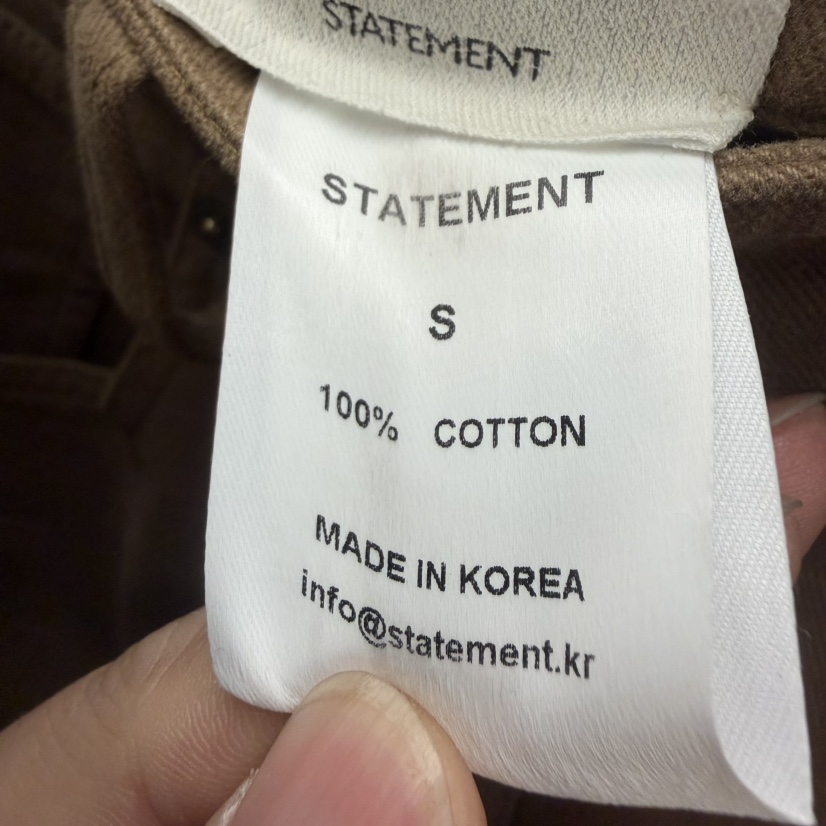 STATEMENT
STATEMENT
S
100% COTTON
MADE IN KOREA
info@statement.kr